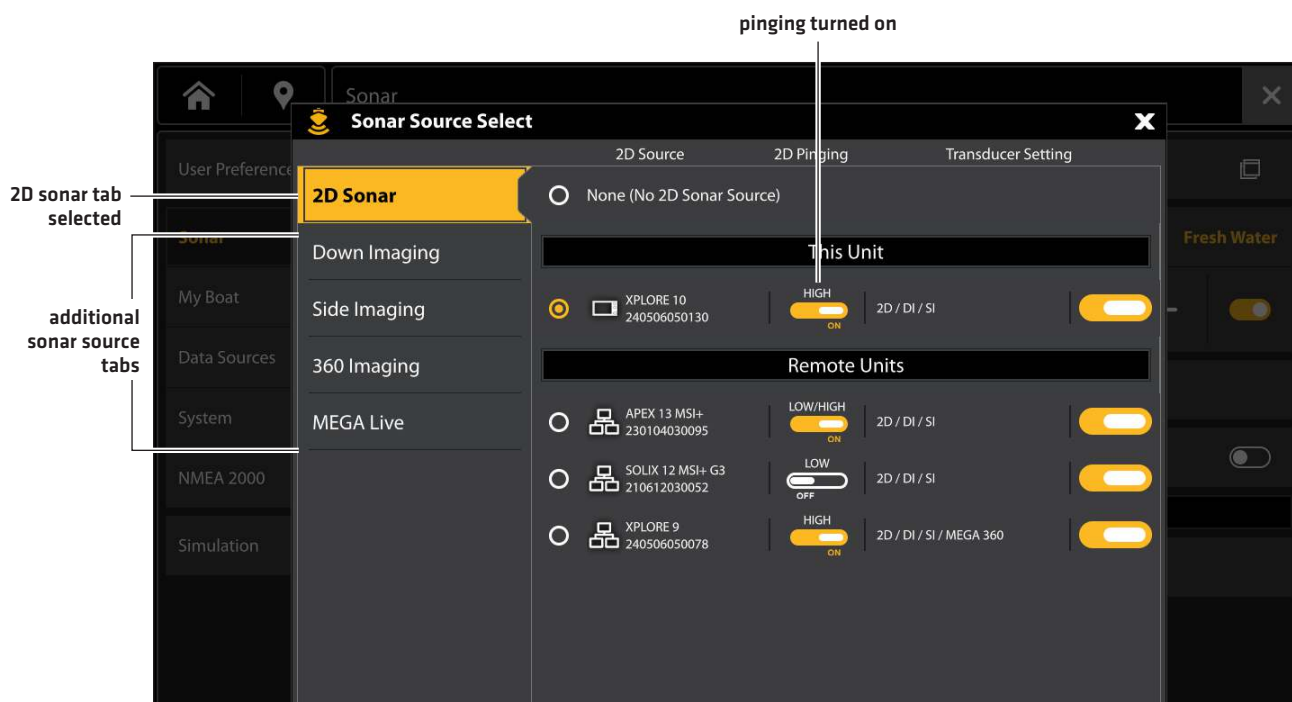 pinging turned on
Sonar
Sonar Source Select
2D Source 2D Pinging Transducer Setting
User Preference
2D sonar tab
selected
2D Sonar
None (No 2D Sonar Source)
Sonar
Fresh Water
Down Imaging
This Unit
My Boat
additional
sonar source
tabs
Side Imaging
XPLORE 10
240506050130
HIGH
ON
2D / DI / SI
Data Sources
360 Imaging
Remote Units
System
MEGA Live
APEX 13 MSI+
230104030095
LOW/HIGH
ON
2D / DI / SI
NMEA 2000
SOLIX 12 MSI+ G3
210612030052
LOW
OFF
2D / DI / SI
Simulation
XPLORE 9
240506050078
HIGH
ON
2D / DI / SI / MEGA 360